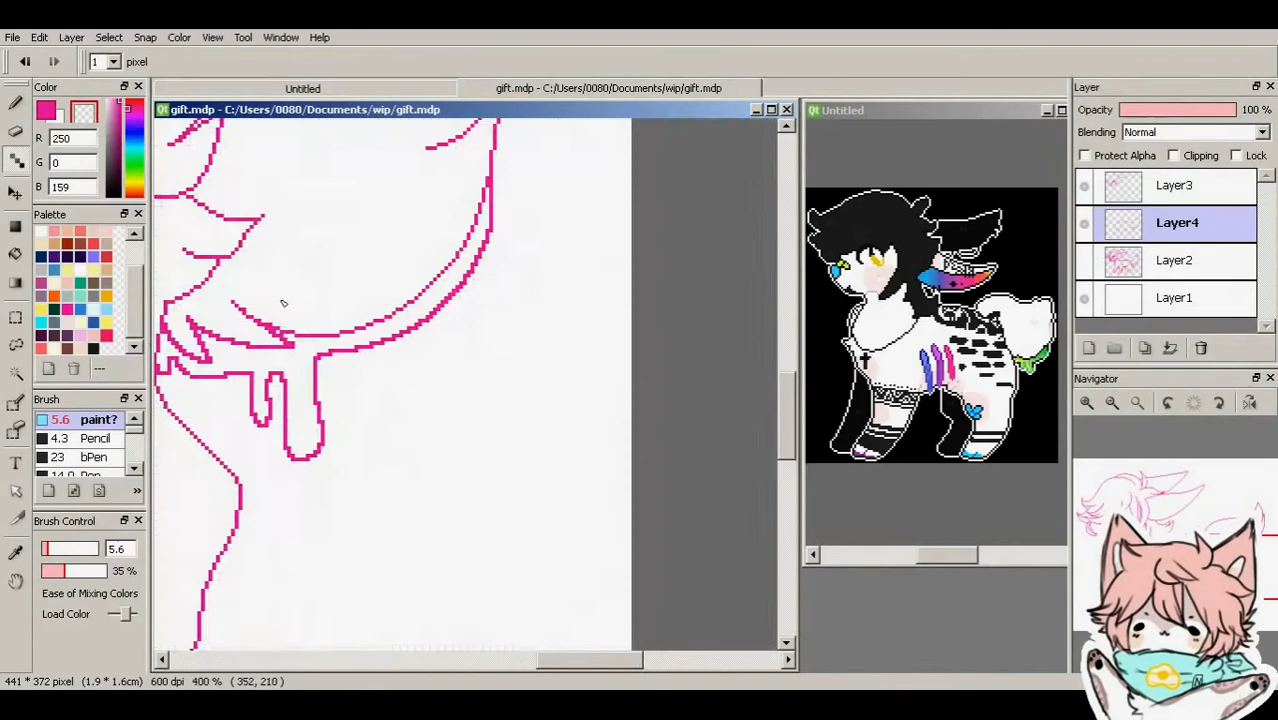 File Edit Layer Select Snap Color View Tool Window Help
1 pixel
Color
R 250
G 0
B 159
Palette
---
Brush
5.6 paint?
4.3 Pencil
23 bPen
Brush Control
5.6
35 %
Ease of Mixing Colors
Load Color
Untitled
gift.mdp - C:/Users/0080/Documents/wip/gift.mdp
Qt gift.mdp - C:/Users/0080/Documents/wip/gift.mdp
Qt Untitled
Layer
Opacity 100 %
Blending Normal
Protect Alpha Clipping Lock
Layer3
Layer4
Layer2
Layer1
Navigator
N
441 * 372 pixel (1.9 * 1.6cm) 600 dpi 400 % ( 352, 210 )